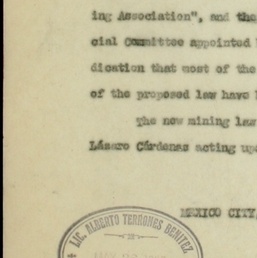 ing Association", and the
cial Committee appointed
dication that most of the
of the proposed law have
The new mining law
Lázaro Cárdenas acting upo
MEXICO CITY,
LIC. ALBERTO TERRONES BENITEZ